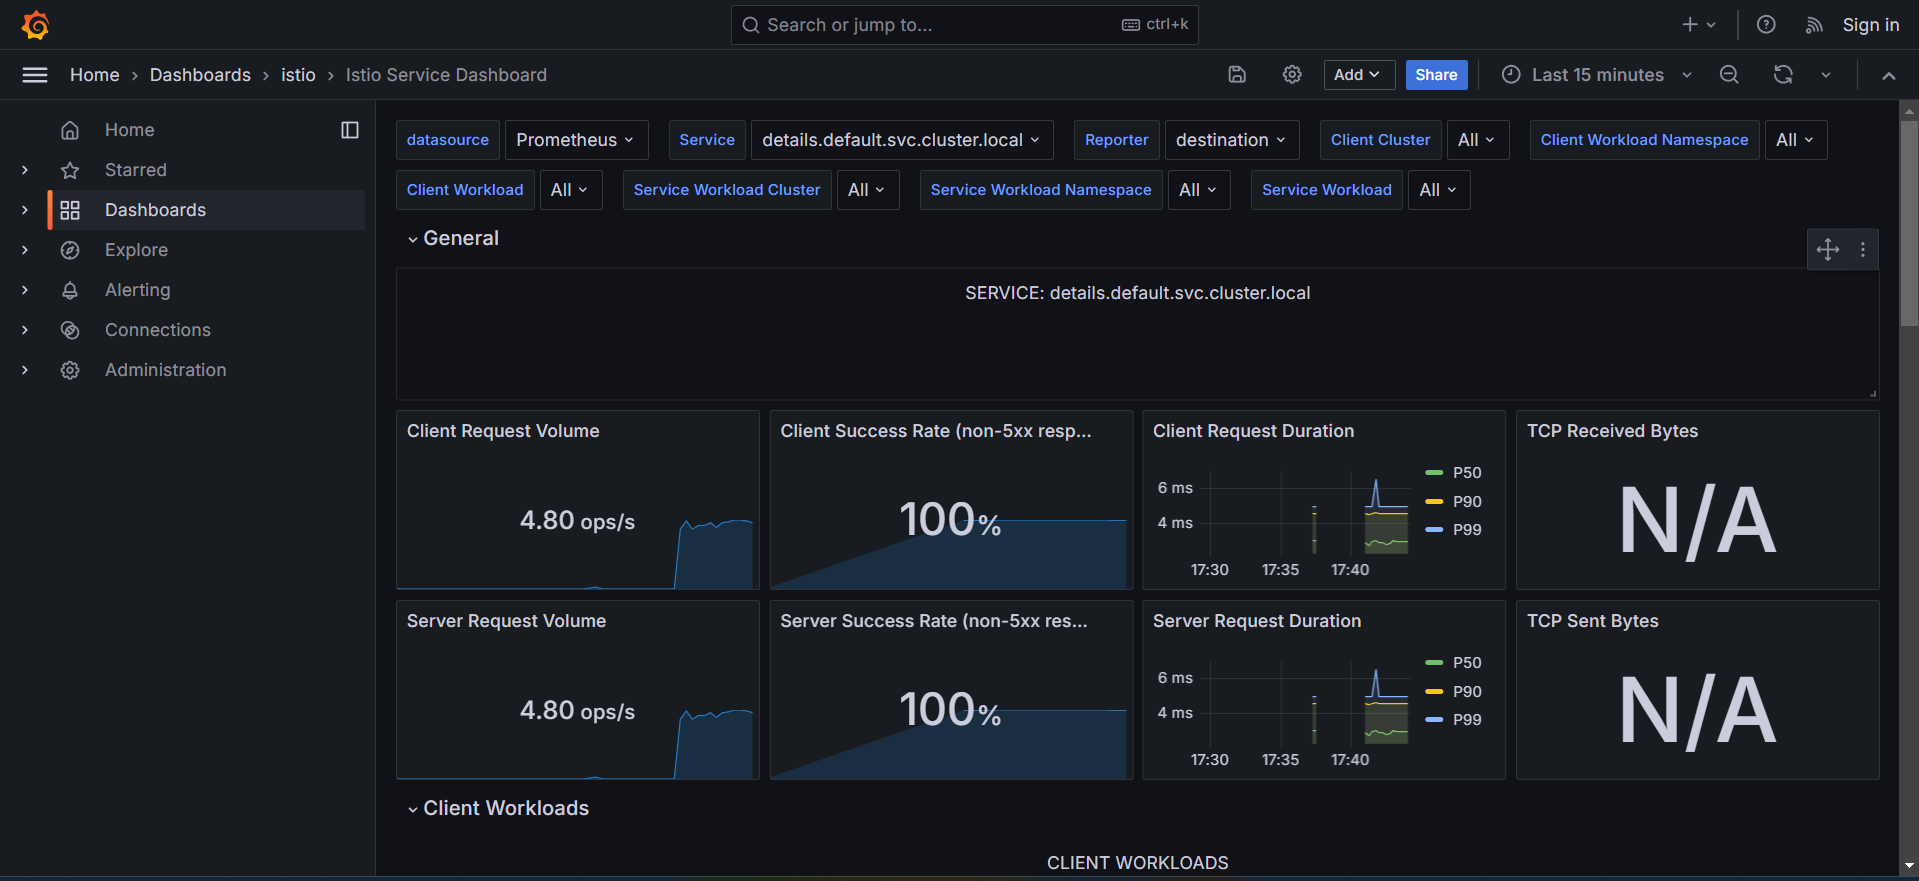 Search or jump to... ctrl+k Sign in
Home › Dashboards › istio › Istio Service Dashboard Add Share Last 15 minutes
Home
Starred
Dashboards
Explore
Alerting
Connections
Administration
datasource Prometheus Service details.default.svc.cluster.local Reporter destination Client Cluster All Client Workload Namespace All
Client Workload All Service Workload Cluster All Service Workload Namespace All Service Workload All
General
SERVICE: details.default.svc.cluster.local
Client Request Volume
4.80 ops/s
Client Success Rate (non-5xx resp...
100%
Client Request Duration
6 ms
4 ms
17:30 17:35 17:40
P50
P90
P99
TCP Received Bytes
N/A
Server Request Volume
4.80 ops/s
Server Success Rate (non-5xx res...
100%
Server Request Duration
6 ms
4 ms
17:30 17:35 17:40
P50
P90
P99
TCP Sent Bytes
N/A
Client Workloads
CLIENT WORKLOADS